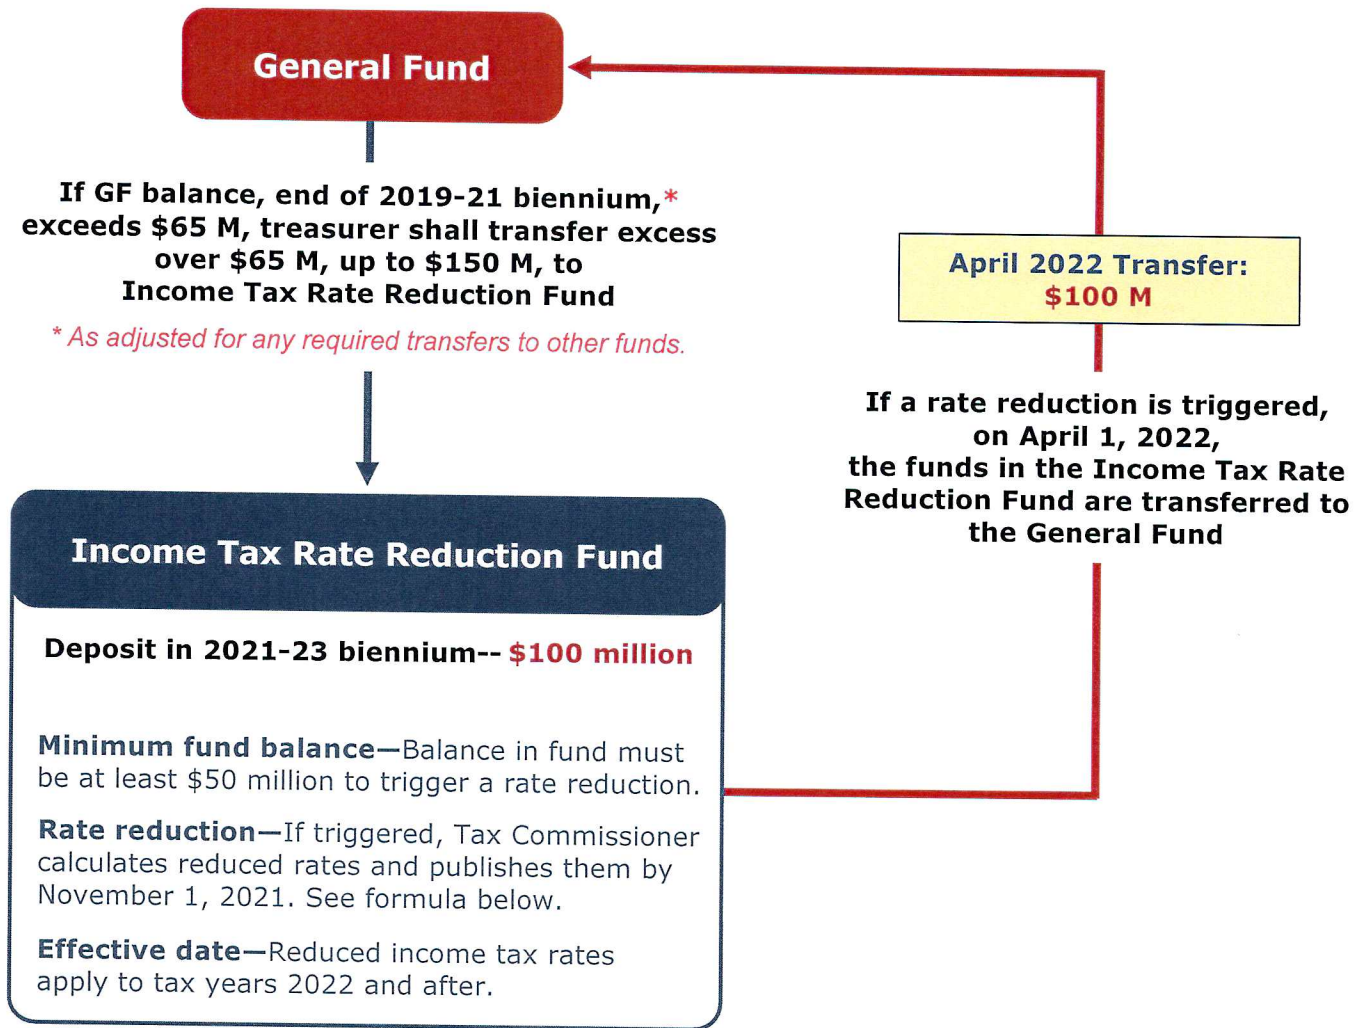 General Fund
If GF balance, end of 2019-21 biennium,*
exceeds $65 M, treasurer shall transfer excess
over $65 M, up to $150 M, to
Income Tax Rate Reduction Fund
* As adjusted for any required transfers to other funds.
April 2022 Transfer:
$100 M
If a rate reduction is triggered,
on April 1, 2022,
the funds in the Income Tax Rate
Reduction Fund are transferred to
the General Fund
Income Tax Rate Reduction Fund
Deposit in 2021-23 biennium-- $100 million
Minimum fund balance—Balance in fund must
be at least $50 million to trigger a rate reduction.
Rate reduction—If triggered, Tax Commissioner
calculates reduced rates and publishes them by
November 1, 2021. See formula below.
Effective date—Reduced income tax rates
apply to tax years 2022 and after.